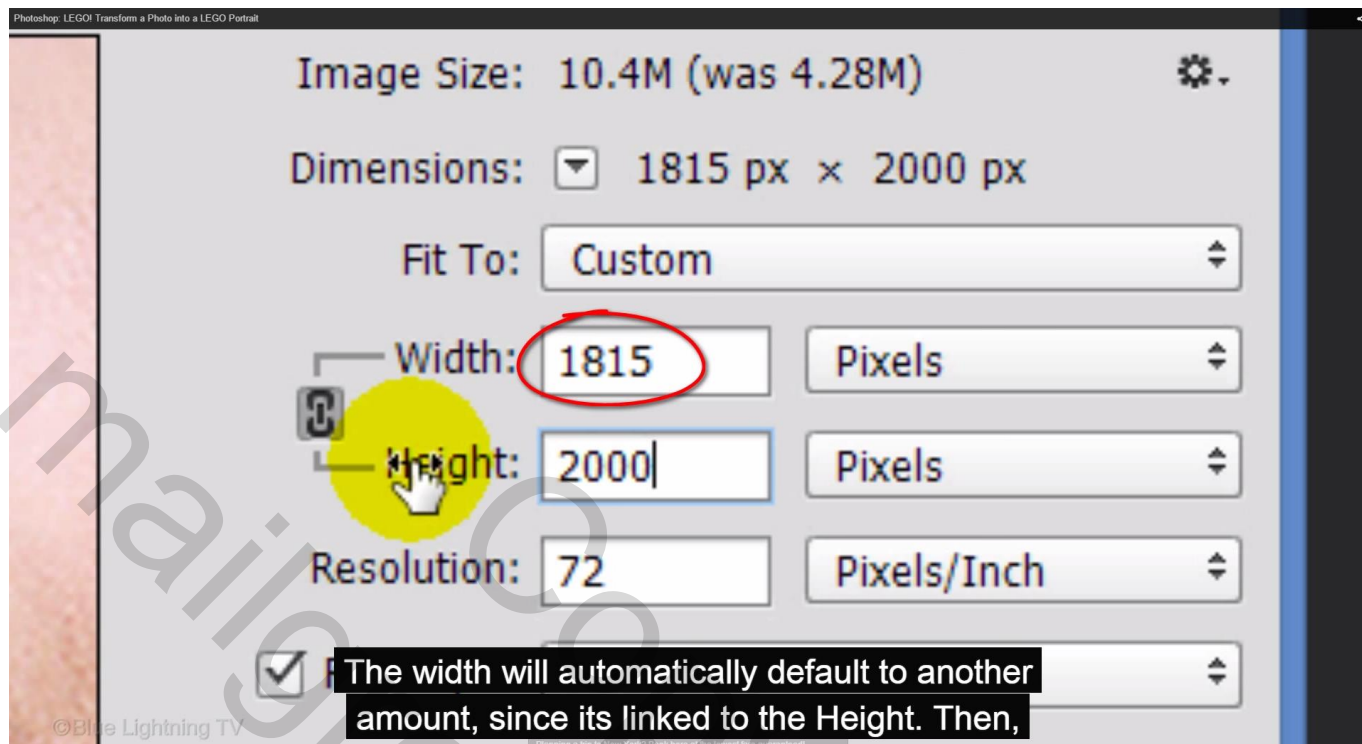 Photoshop: LEGO! Transform a Photo into a LEGO Portrait
Image Size: 10.4M (was 4.28M)
Dimensions: 1815 px × 2000 px
Fit To: Custom
Width: 1815 Pixels
Height: 2000 Pixels
Resolution: 72 Pixels/Inch
The width will automatically default to another
amount, since its linked to the Height. Then,
©Blue Lightning TV